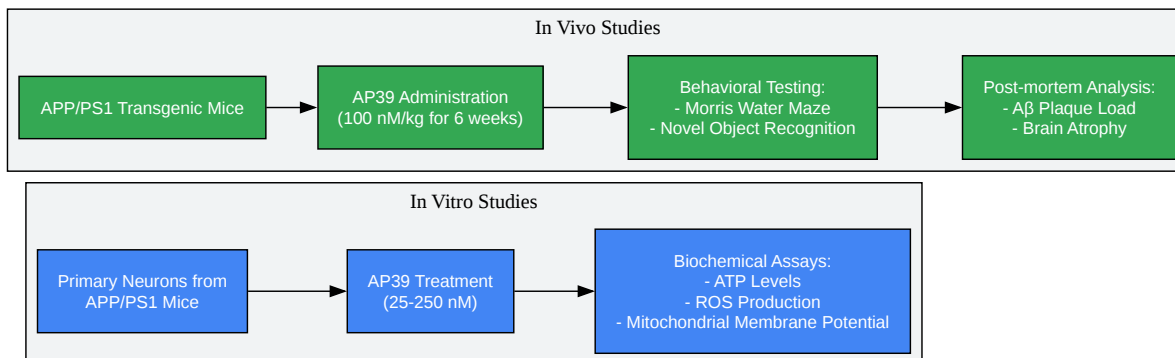 In Vivo Studies
APP/PS1 Transgenic Mice
AP39 Administration
(100 nM/kg for 6 weeks)
Behavioral Testing:
- Morris Water Maze
- Novel Object Recognition
Post-mortem Analysis:
- Aβ Plaque Load
- Brain Atrophy
In Vitro Studies
Primary Neurons from
APP/PS1 Mice
AP39 Treatment
(25-250 nM)
Biochemical Assays:
- ATP Levels
- ROS Production
- Mitochondrial Membrane Potential